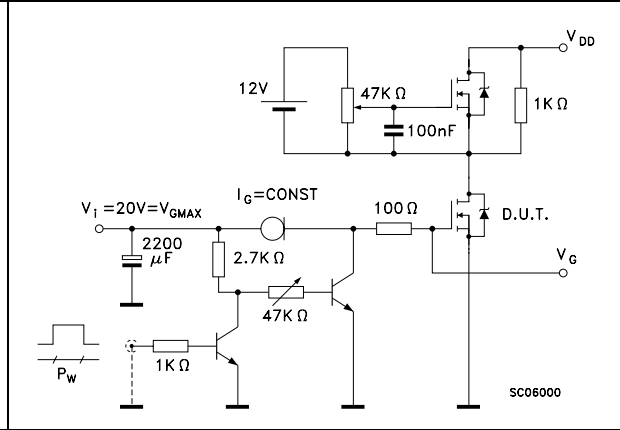 V DD
12V
47K Ω
1K Ω
100nF
I G =CONST
V i =20V=V GMAX
100 Ω
D.U.T.
2200
μF
2.7K Ω
V G
47K Ω
1K Ω
P W
SC06000